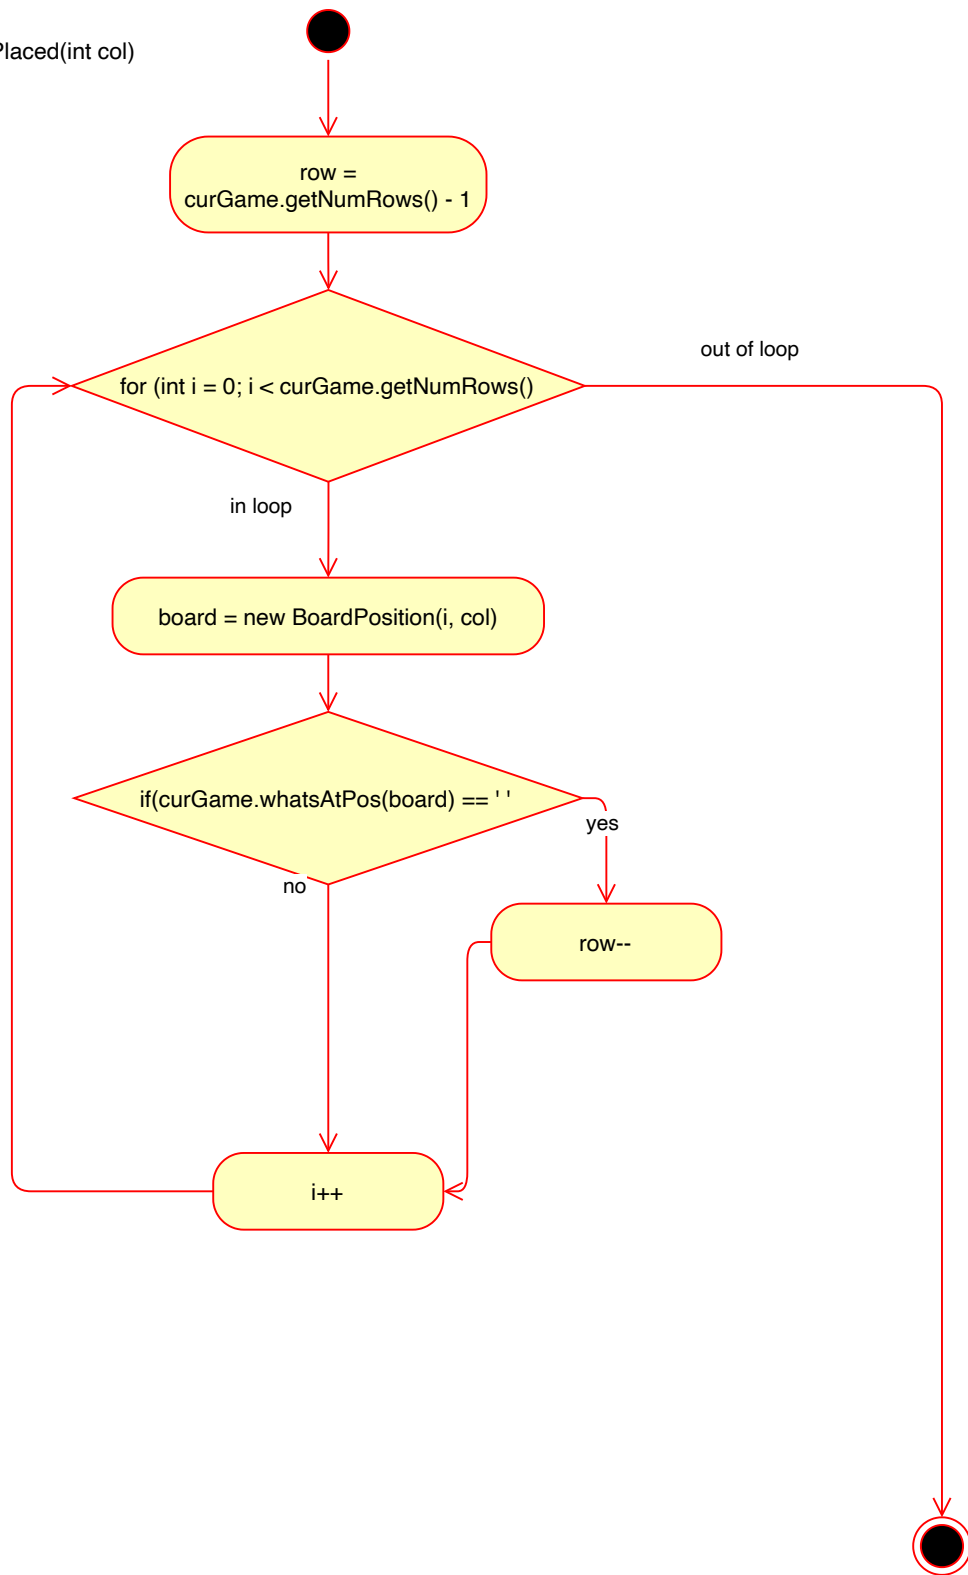 Placed(int col)
row =
curGame.getNumRows() - 1
out of loop
for (int i = 0; i < curGame.getNumRows()
in loop
board = new BoardPosition(i, col)
if(curGame.whatsAtPos(board) == ' '
yes
no
row--
i++